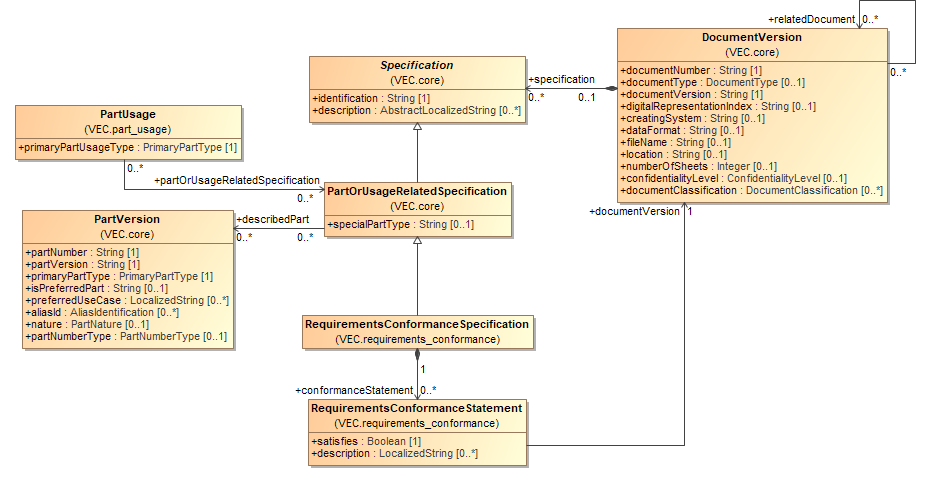 +relatedDocument 0..*
0..*
DocumentVersion
(VEC.core)
+documentNumber : String [1]
+documentType : DocumentType [0..1]
+documentVersion : String [1]
+digitalRepresentationIndex : String [0..1]
+creatingSystem : String [0..1]
+dataFormat : String [0..1]
+fileName : String [0..1]
+location : String [0..1]
+numberOfSheets : Integer [0..1]
+confidentialityLevel : ConfidentialityLevel [0..1]
+documentClassification : DocumentClassification [0..*]
+specification
0..*
0..1
Specification
(VEC.core)
+identification : String [1]
+description : AbstractLocalizedString [0..*]
PartUsage
(VEC.part_usage)
+primaryPartUsageType : PrimaryPartType [1]
0..*
+partOrUsageRelatedSpecification
0..*
PartOrUsageRelatedSpecification
(VEC.core)
+specialPartType : String [0..1]
+documentVersion 1
PartVersion
(VEC.core)
+partNumber : String [1]
+partVersion : String [1]
+primaryPartType : PrimaryPartType [1]
+isPreferredPart : String [0..1]
+preferredUseCase : LocalizedString [0..*]
+aliasId : AliasIdentification [0..*]
+nature : PartNature [0..1]
+partNumberType : PartNumberType [0..1]
+describedPart
0..*
0..*
RequirementsConformanceSpecification
(VEC.requirements_conformance)
1
+conformanceStatement 0..*
RequirementsConformanceStatement
(VEC.requirements_conformance)
+satisfies : Boolean [1]
+description : LocalizedString [0..*]